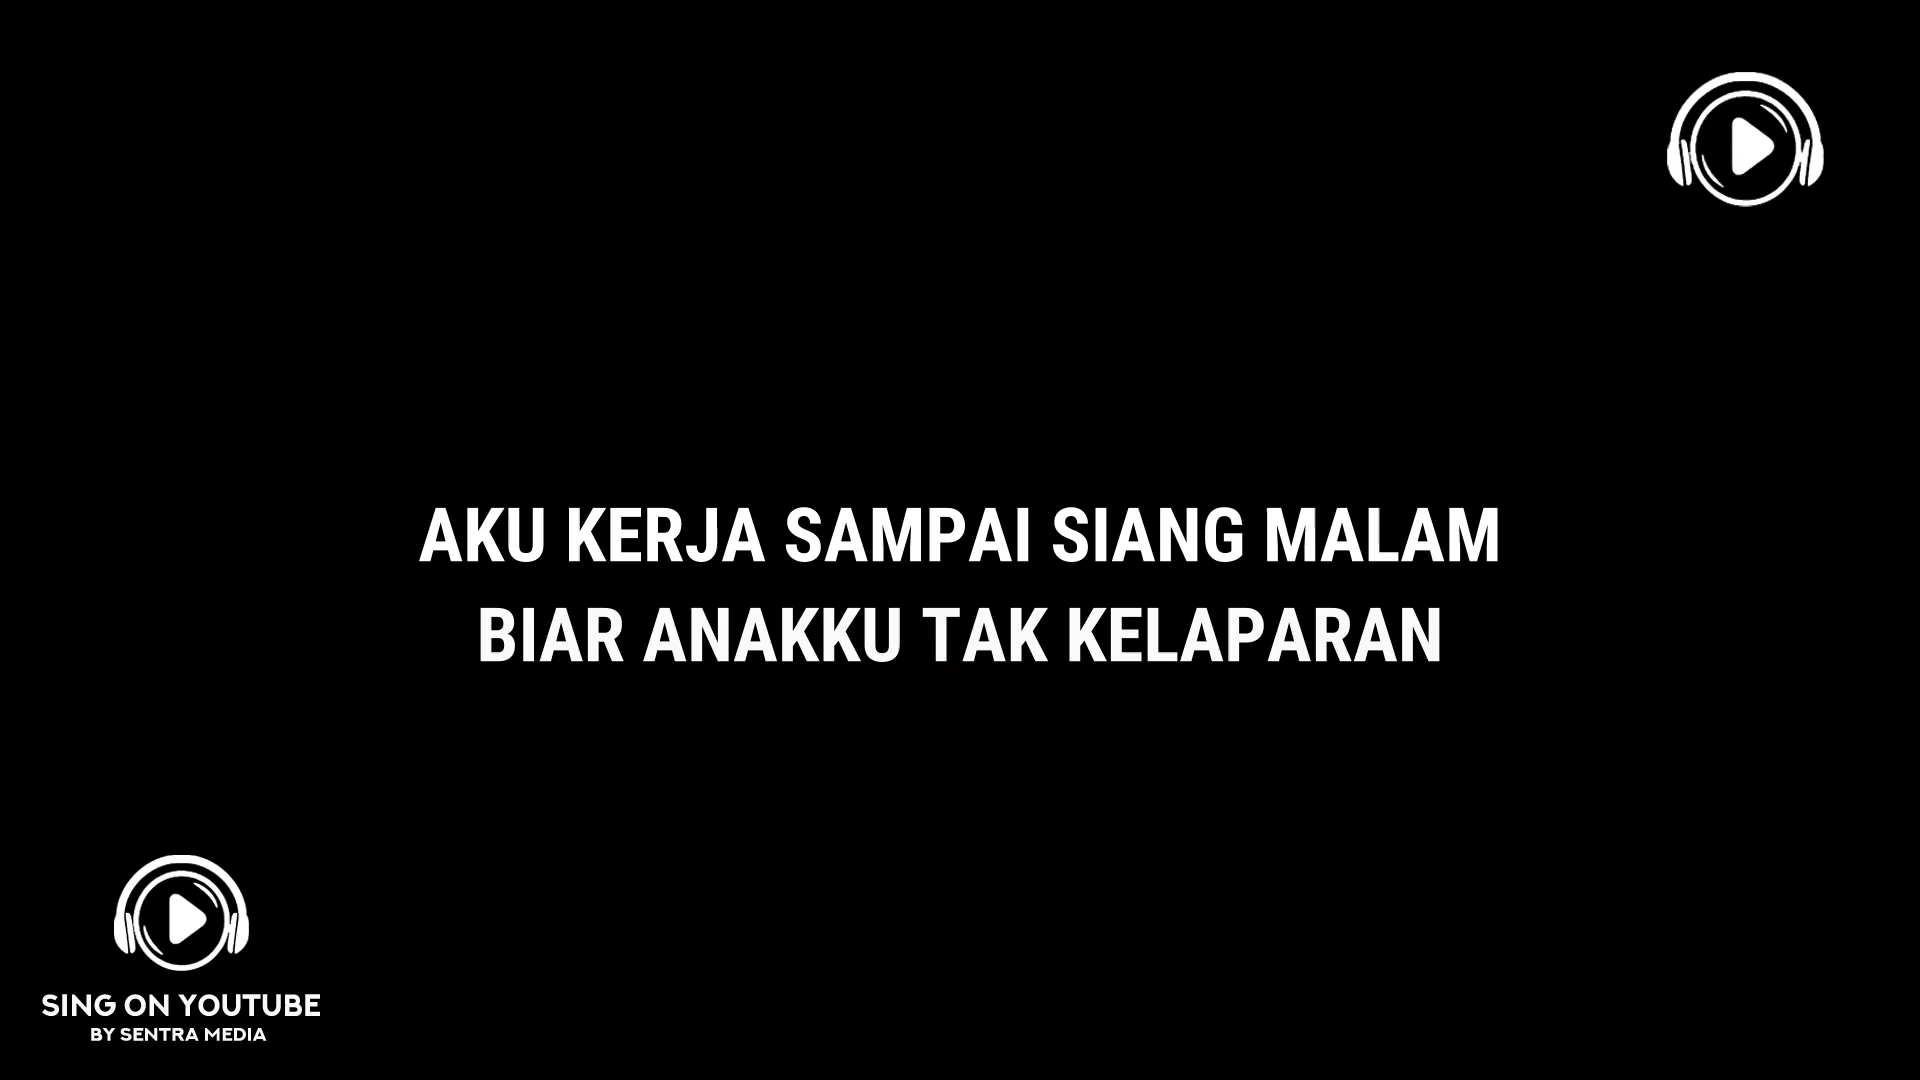 AKU KERJA SAMPAI SIANG MALAM
BIAR ANAKKU TAK KELAPARAN
SING ON YOUTUBE
BY SENTRA MEDIA